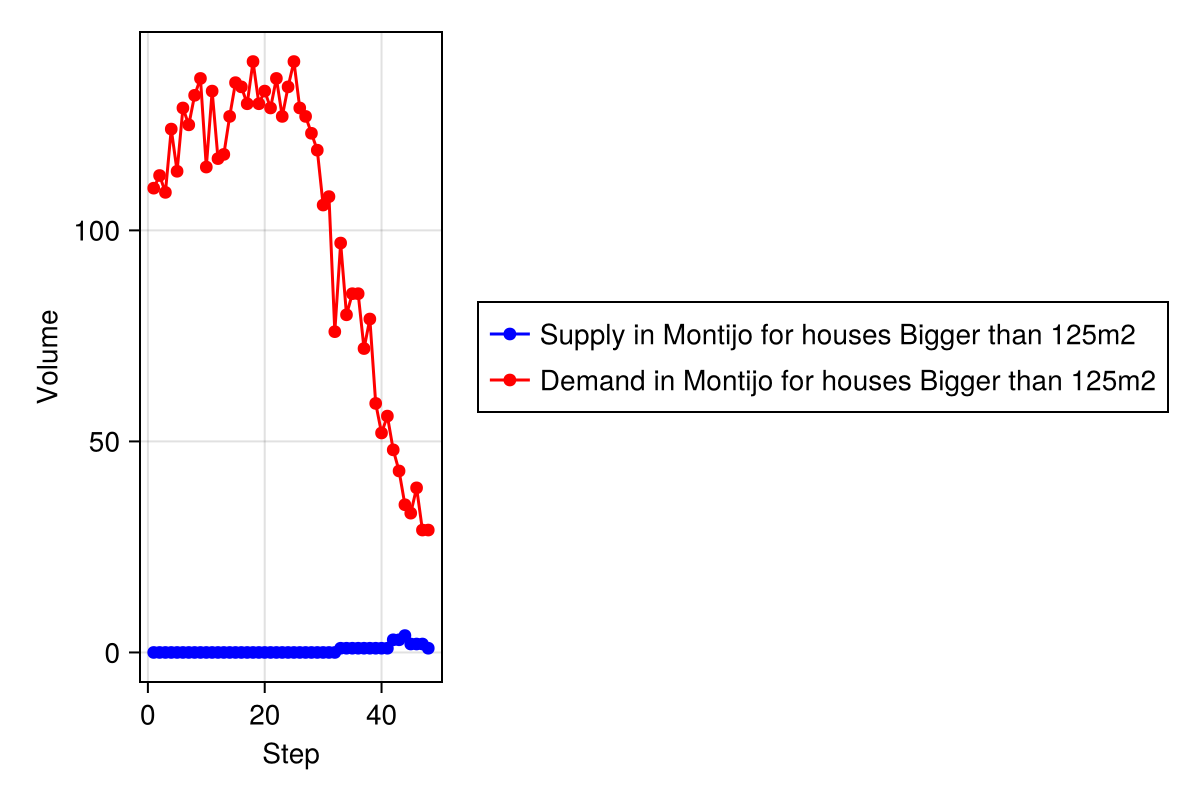 Volume
100
50
0
0 20 40
Step
Supply in Montijo for houses Bigger than 125m2
Demand in Montijo for houses Bigger than 125m2